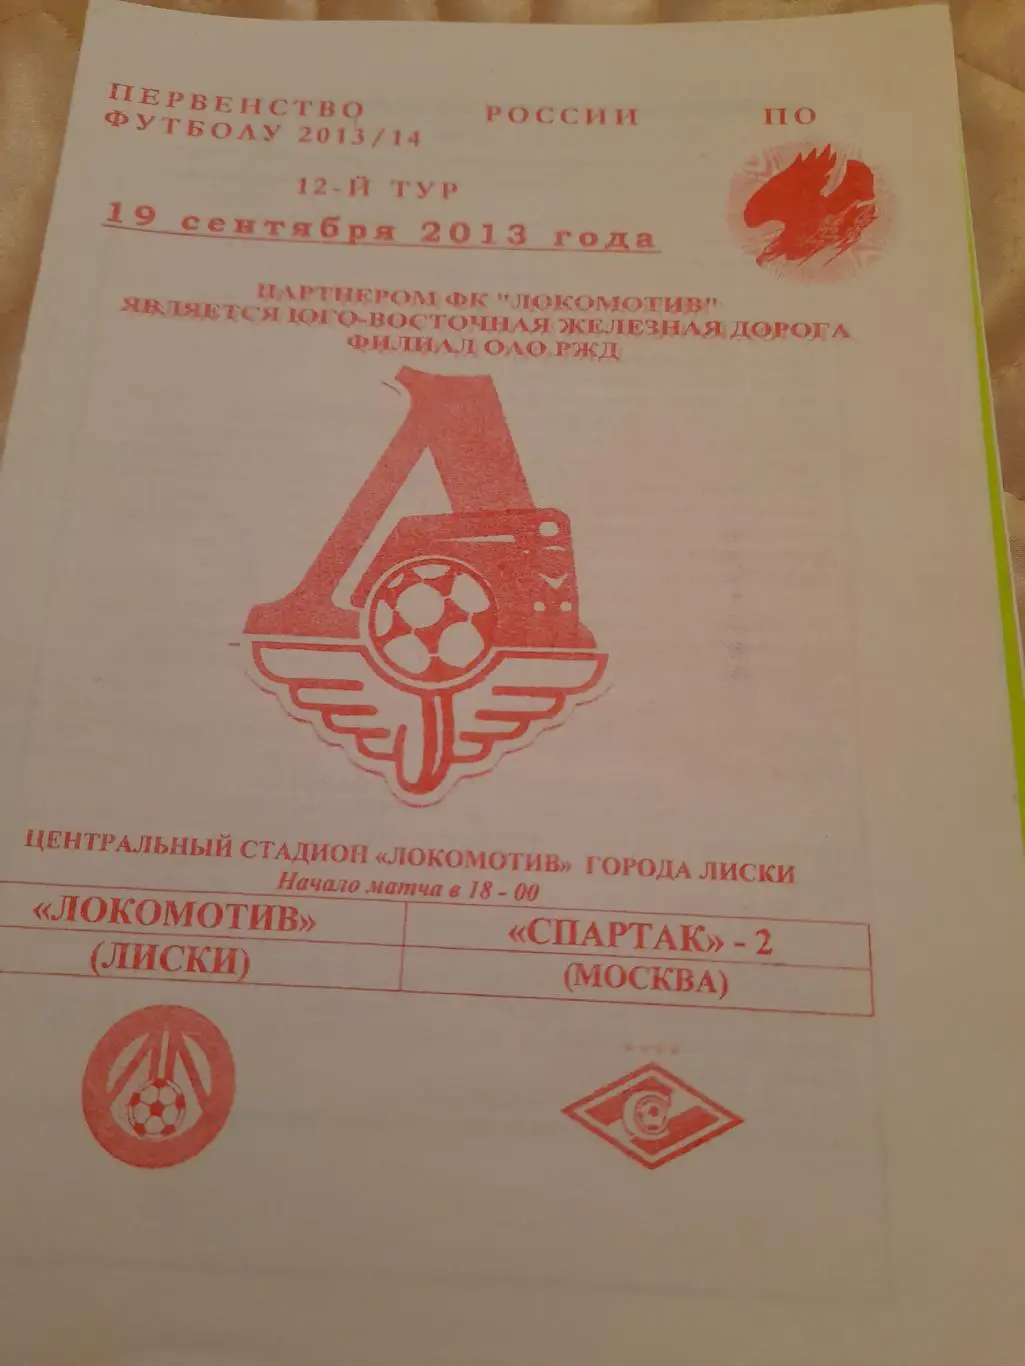 ПЕРВЕНСТВО РОССИИ ПО
ФУТБОЛУ 2013/14
12-Й ТУР
19 сентября 2013 года
ПАРТНЕРОМ ФК "ЛОКОМОТИВ"
ЯВЛЯЕТСЯ ЮГО-ВОСТОЧНАЯ ЖЕЛЕЗНАЯ ДОРОГА
ФИЛИАЛ ОАО РЖД
ЦЕНТРАЛЬНЫЙ СТАДИОН «ЛОКОМОТИВ» ГОРОДА ЛИСКИ
Начало матча в 18 - 00
«ЛОКОМОТИВ» «СПАРТАК» - 2
(ЛИСКИ) (МОСКВА)